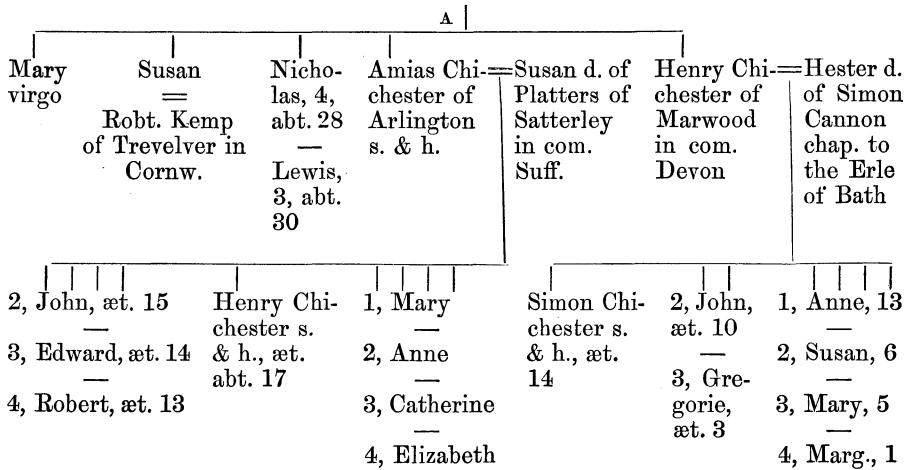 A
Mary
virgo
Susan
=
Robt. Kemp
of Trevelver in
Cornw.
Nicho-
las, 4,
abt. 28
—
Lewis,
3, abt.
30
Amias Chi-
chester of
Arlington
s. & h.
=
Susan d. of
Platters of
Satterley
in com.
Suff.
Henry Chi-
chester of
Marwood
in com.
Devon
=
Hester d.
of Simon
Cannon
chap. to
the Erle
of Bath
2, John, æt. 15
—
3, Edward, æt. 14
—
4, Robert, æt. 13
Henry Chi-
chester s.
& h., æt.
abt. 17
1, Mary
—
2, Anne
—
3, Catherine
—
4, Elizabeth
Simon Chi-
chester s.
& h., æt.
14
2, John,
æt. 10
—
3, Gre-
gorie,
æt. 3
1, Anne, 13
—
2, Susan, 6
—
3, Mary, 5
—
4, Marg., 1